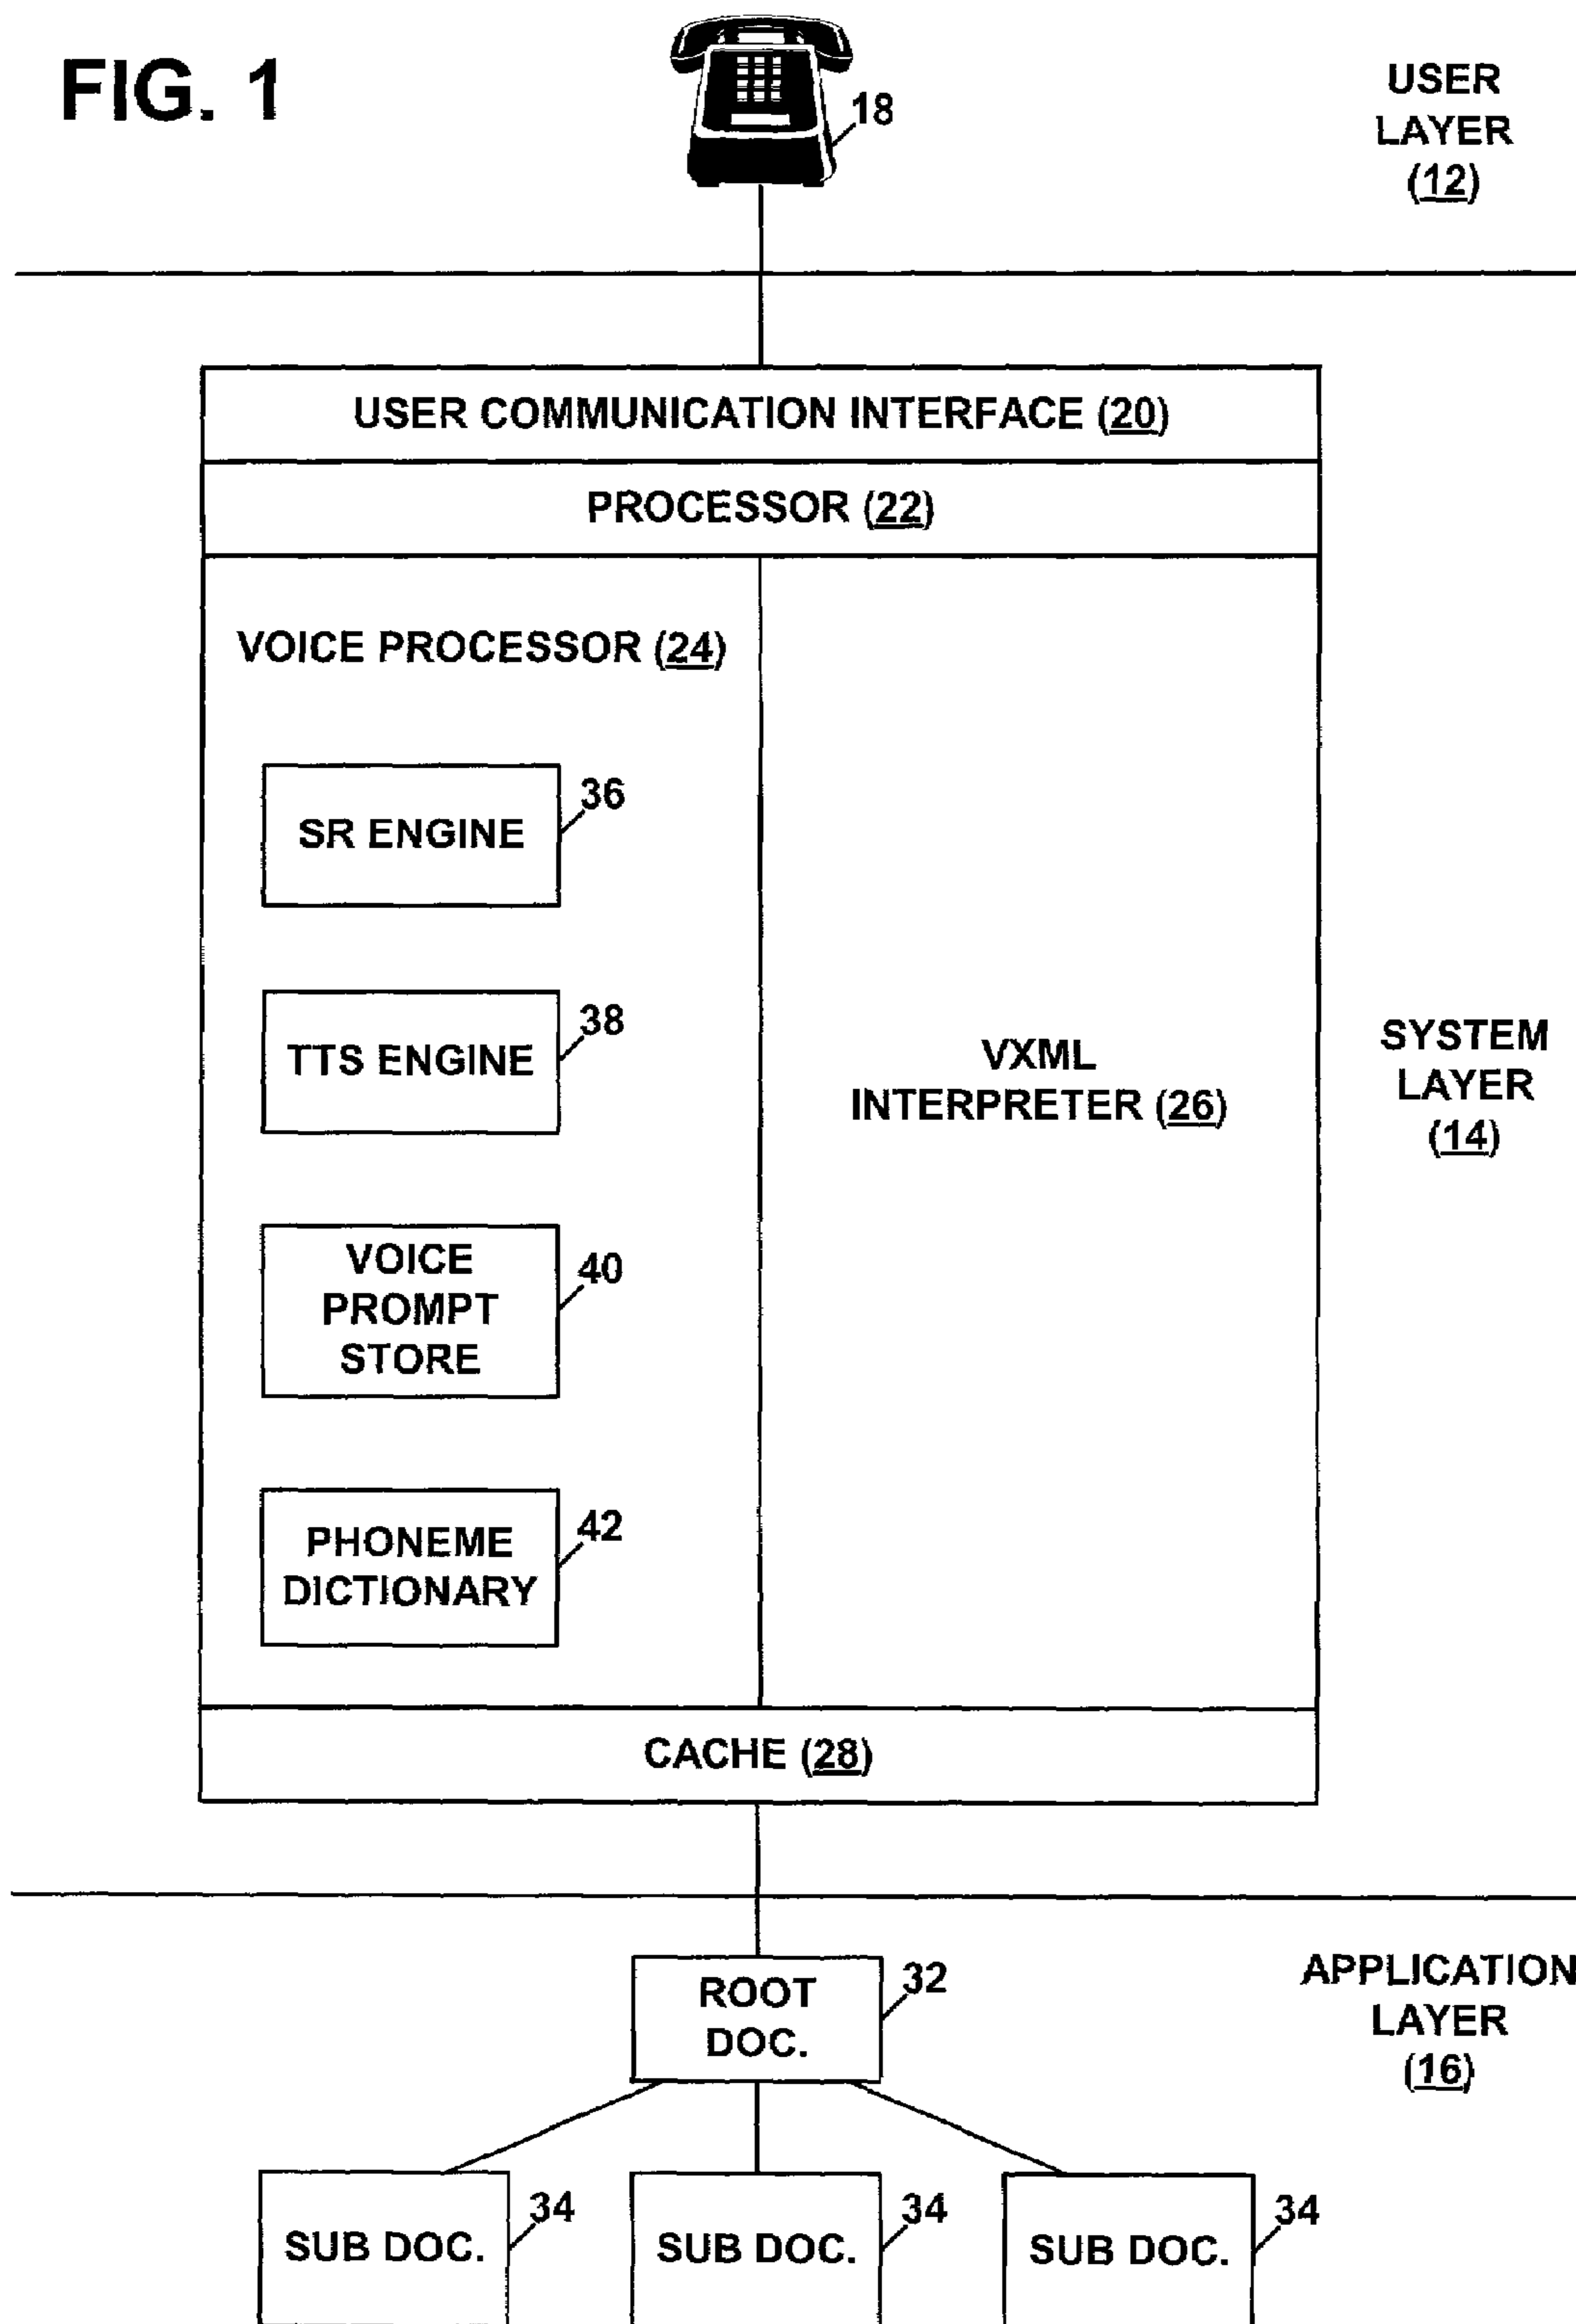 FIG. 1
18
USER
LAYER
(12)
USER COMMUNICATION INTERFACE (20)
PROCESSOR (22)
VOICE PROCESSOR (24)
36
SR ENGINE
38
TTS ENGINE
VXML
INTERPRETER (26)
SYSTEM
LAYER
(14)
40
VOICE
PROMPT
STORE
42
PHONEME
DICTIONARY
CACHE (28)
32
ROOT
DOC.
APPLICATION
LAYER
(16)
34
SUB DOC.
34
SUB DOC.
34
SUB DOC.